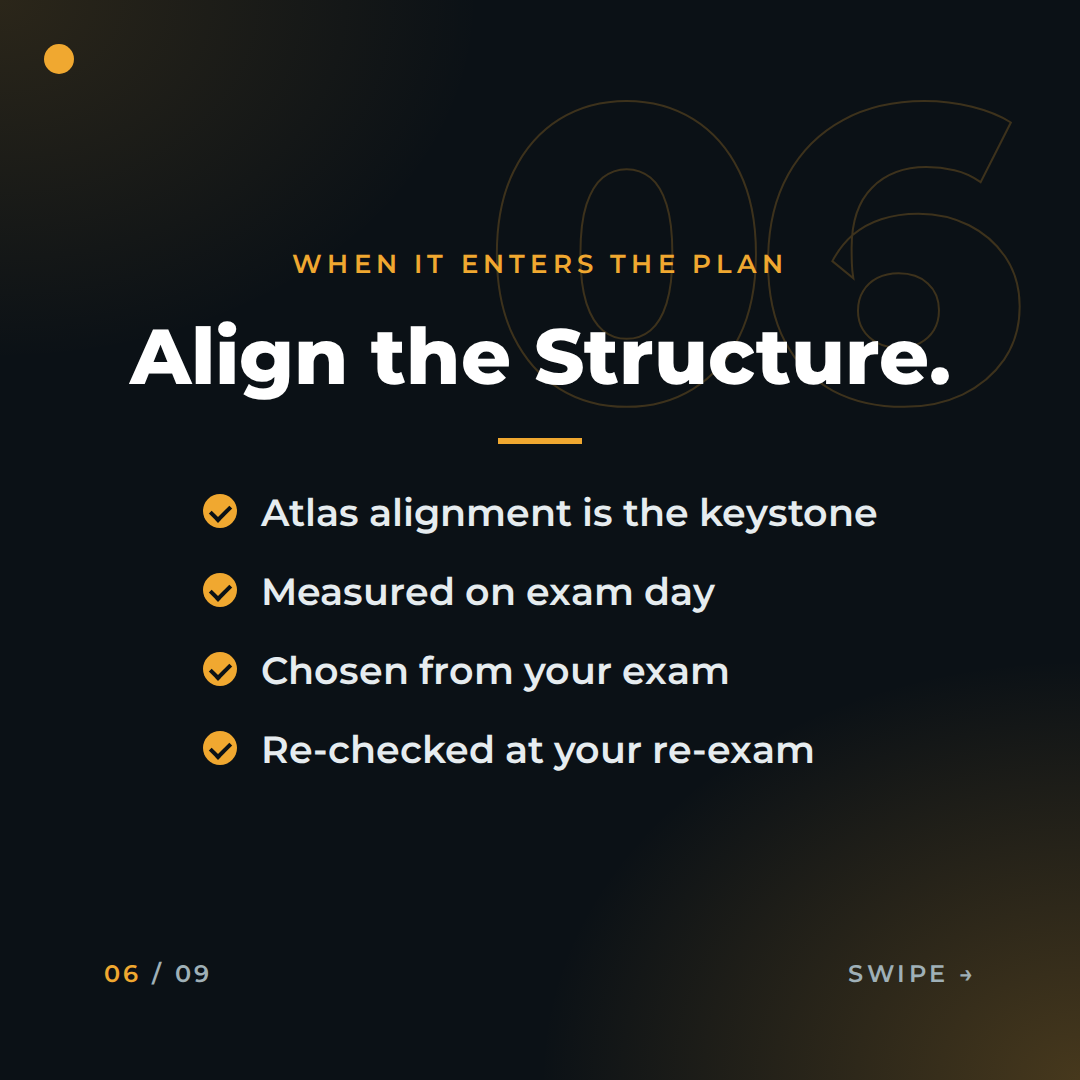 06
WHEN IT ENTERS THE PLAN
Align the Structure.
Atlas alignment is the keystone
Measured on exam day
Chosen from your exam
Re-checked at your re-exam
06 / 09
SWIPE →